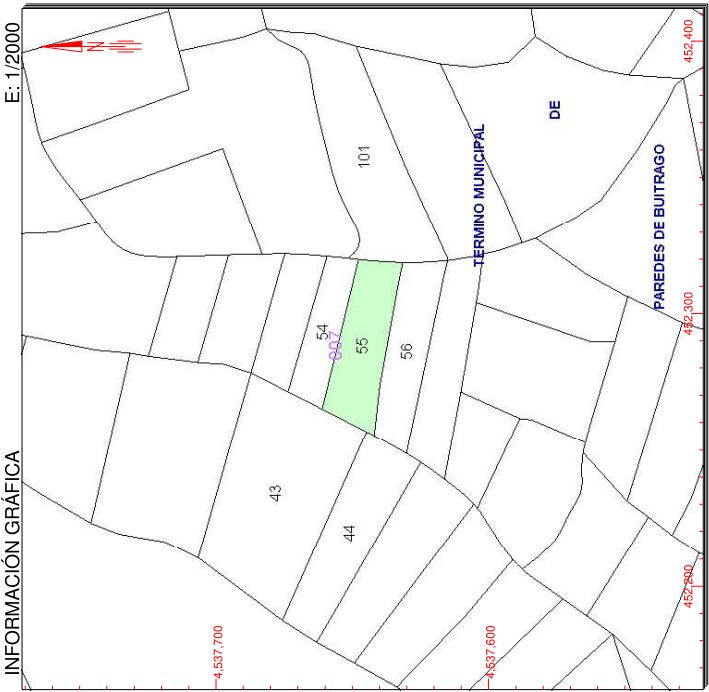 INFORMACIÓN GRÁFICA
E: 1/2000
N
452,400
452,300
452,200
4,537,700
4,537,600
TERMINO MUNICIPAL
DE
PAREDES DE BUITRAGO
101
54
007
55
56
43
44